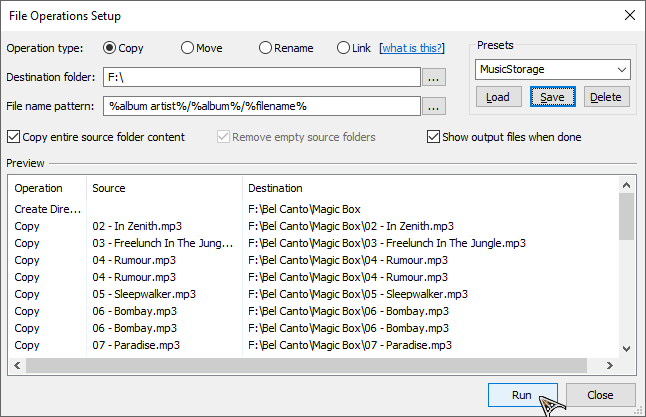 File Operations Setup
Operation type: Copy Move Rename Link [what is this?]
Presets
MusicStorage
Destination folder: F:\ ...
Load Save Delete
File name pattern: %album artist%/%album%/%filename% ...
Copy entire source folder content Remove empty source folders Show output files when done
Preview
Operation Source Destination
Create Dire... F:\Bel Canto\Magic Box
Copy 02 - In Zenith.mp3 F:\Bel Canto\Magic Box\02 - In Zenith.mp3
Copy 03 - Freelunch In The Jung... F:\Bel Canto\Magic Box\03 - Freelunch In The Jungle.mp3
Copy 04 - Rumour.mp3 F:\Bel Canto\Magic Box\04 - Rumour.mp3
Copy 04 - Rumour.mp3 F:\Bel Canto\Magic Box\04 - Rumour.mp3
Copy 05 - Sleepwalker.mp3 F:\Bel Canto\Magic Box\05 - Sleepwalker.mp3
Copy 06 - Bombay.mp3 F:\Bel Canto\Magic Box\06 - Bombay.mp3
Copy 06 - Bombay.mp3 F:\Bel Canto\Magic Box\06 - Bombay.mp3
Copy 07 - Paradise.mp3 F:\Bel Canto\Magic Box\07 - Paradise.mp3
Run Close